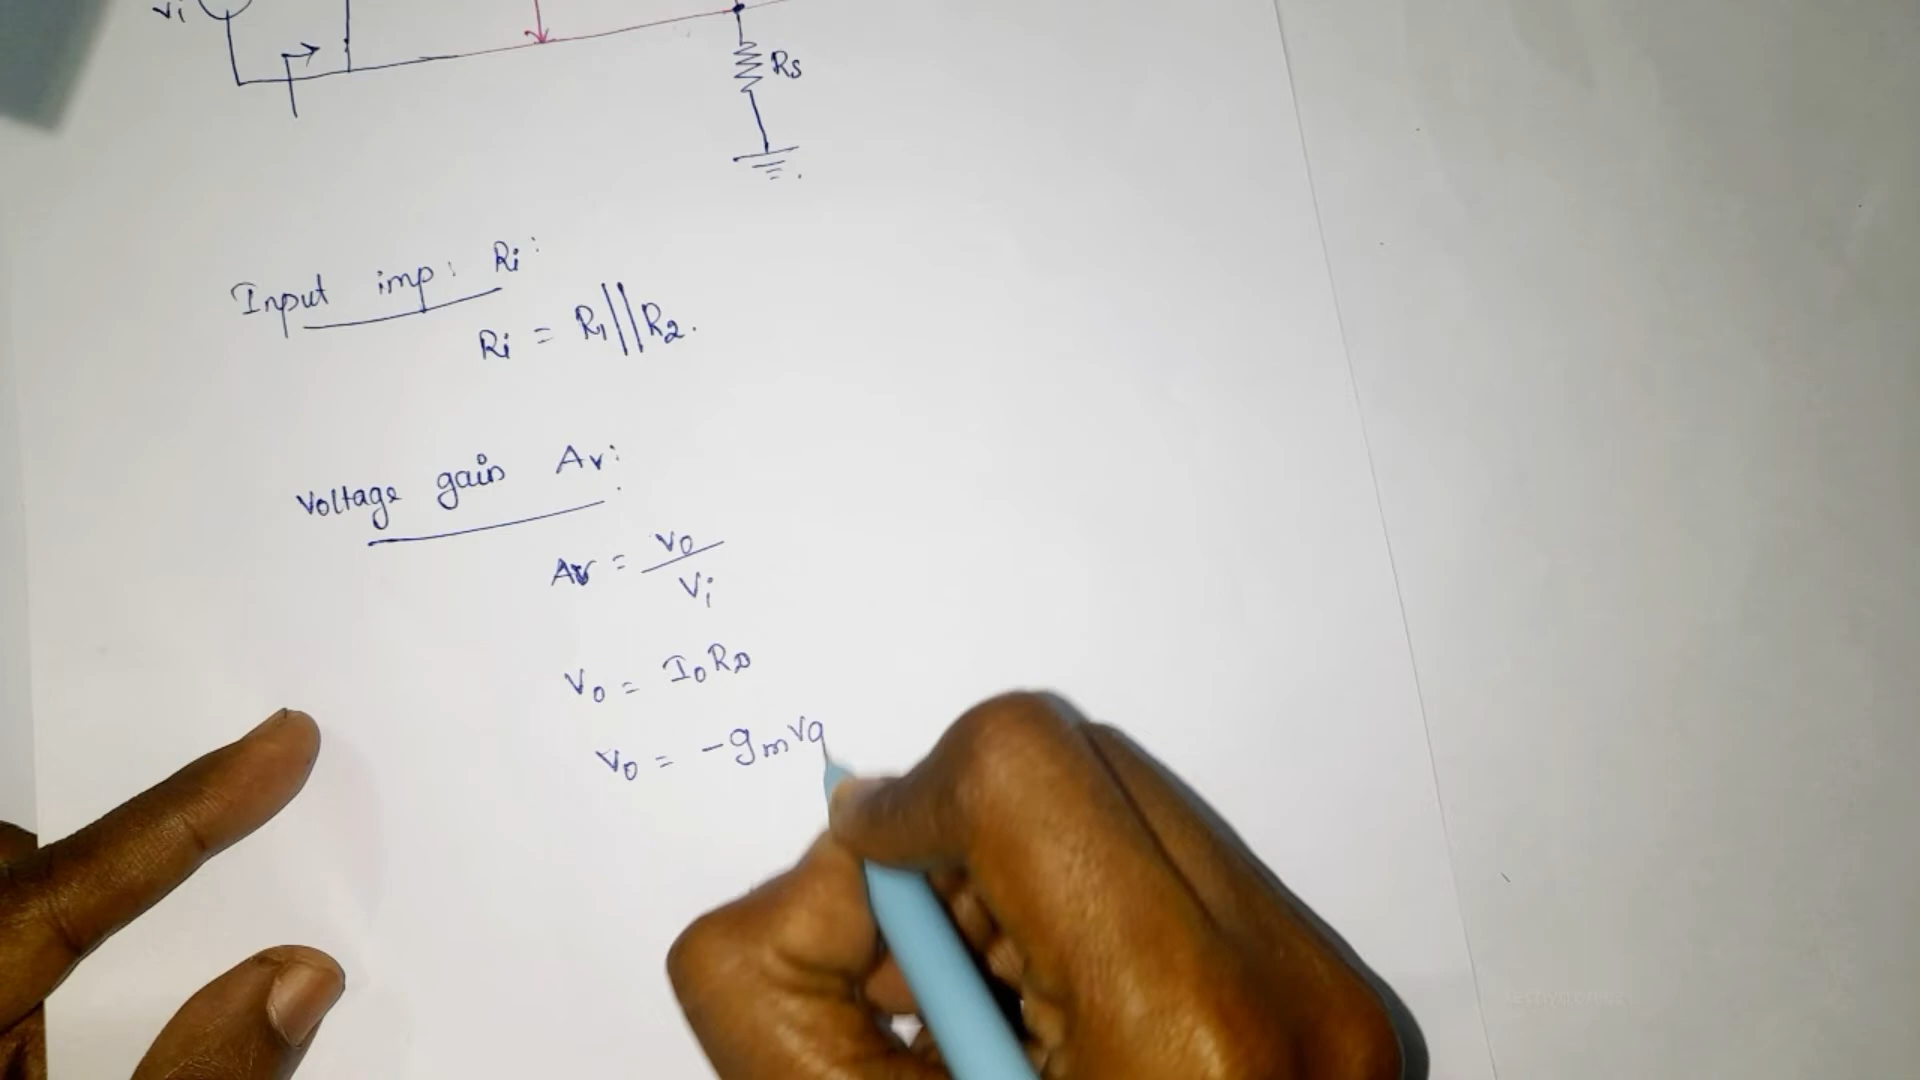 Vi
Rs
Input imp: Ri:
Ri = R1||R2.
Voltage gain Av:
Av = Vo / Vi
Vo = IoRD
Vo = -gmVg